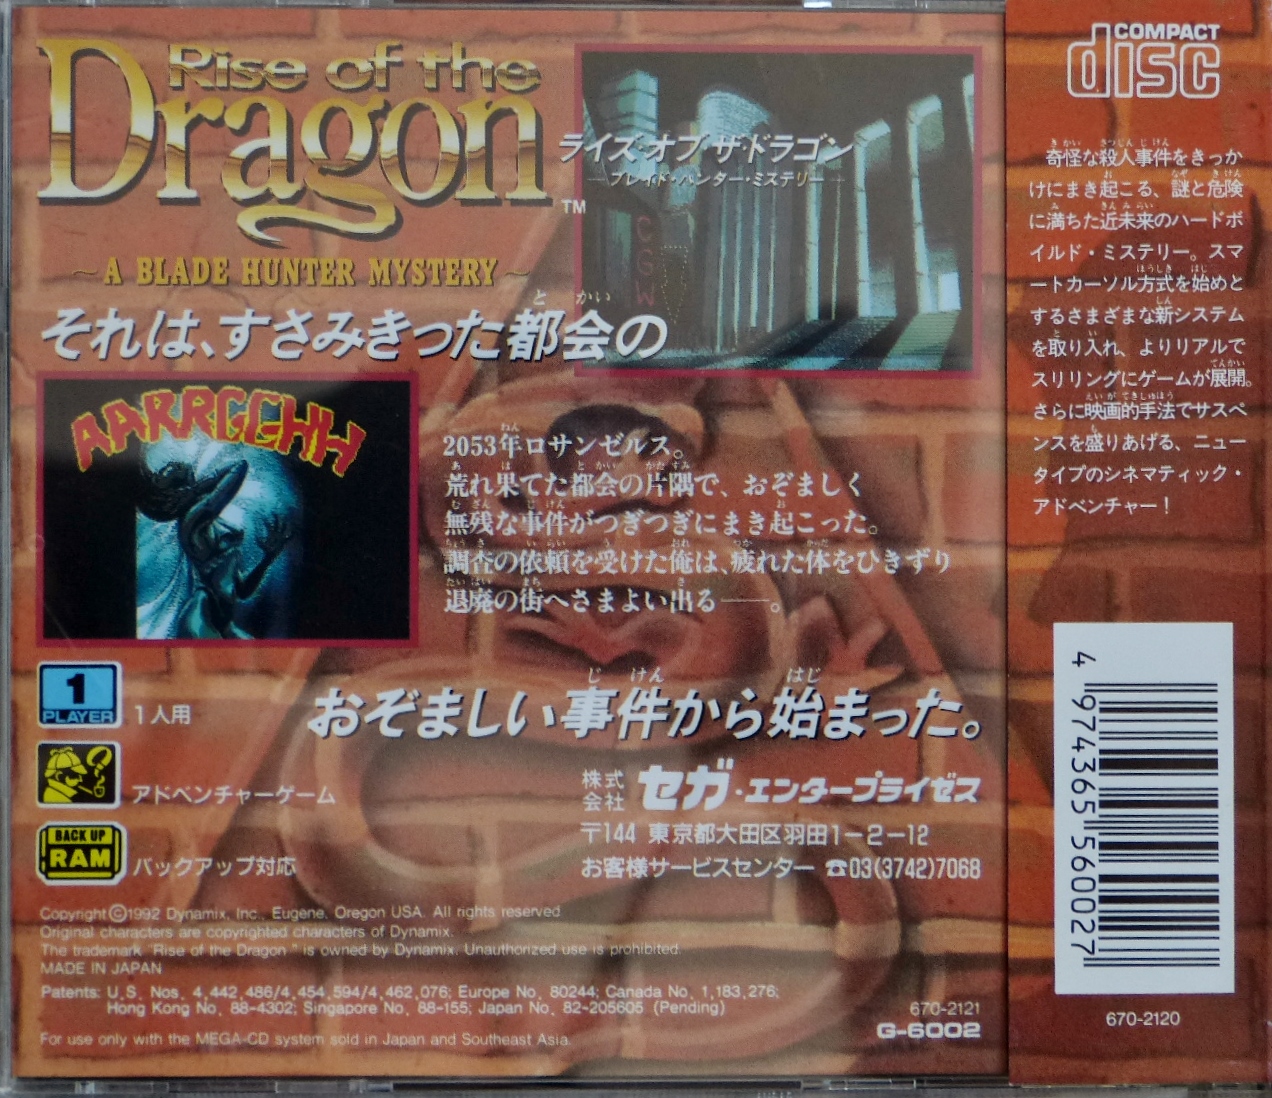 Rise of the
Dragon
™
ライズ・オブ・ザ・ドラゴン
ブレイド・ハンター・ミステリー
~A BLADE HUNTER MYSTERY~
それは、すさみきった都会の
AARRGGHH
2053年ロサンゼルス。
荒れ果てた都会の片隅で、おぞましく
無残な事件がつぎつぎにまき起こった。
調査の依頼を受けた俺は、疲れた体をひきずり
退廃の街へさまよい出る——。
おぞましい事件から始まった。
1
PLAYER
1人用
アドベンチャーゲーム
BACK UP
RAM
バックアップ対応
株式会社 セガ・エンタープライゼス
〒144 東京都大田区羽田1-2-12
お客様サービスセンター ☎03(3742)7068
Copyright©1992 Dynamix, Inc., Eugene, Oregon USA. All rights reserved
Original characters are copyrighted characters of Dynamix.
The trademark "Rise of the Dragon " is owned by Dynamix. Unauthorized use is prohibited.
MADE IN JAPAN
Patents: U.S. Nos. 4,442,486/4,454,594/4,462,076; Europe No. 80244; Canada No. 1,183,276;
Hong Kong No. 88-4302; Singapore No. 88-155; Japan No. 82-205605 (Pending)
For use only with the MEGA-CD system sold in Japan and Southeast Asia.
670-2121
G-6002
COMPACT
disc
奇怪な殺人事件をきっか
けにまき起こる、謎と危険
に満ちた近未来のハードボ
イルド・ミステリー。スマ
ートカーソル方式を始めと
するさまざまな新システム
を取り入れ、よりリアルで
スリリングにゲームが展開。
さらに映画的手法でサスペ
ンスを盛りあげる、ニュー
タイプのシネマティック・
アドベンチャー!
4 974365 560027
670-2120